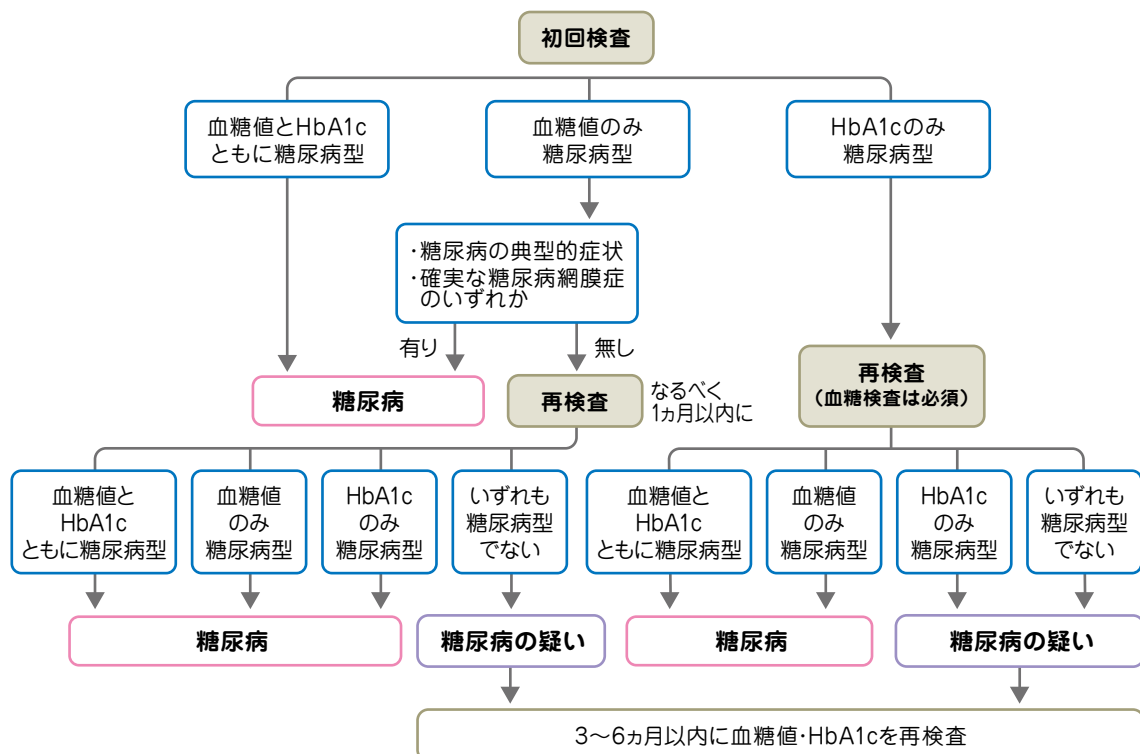 初回検査
血糖値とHbA1c
ともに糖尿病型
血糖値のみ
糖尿病型
HbA1cのみ
糖尿病型
・糖尿病の典型的症状
・確実な糖尿病網膜症
のいずれか
有り
無し
糖尿病
再検査
なるべく
1ヵ月以内に
再検査
（血糖検査は必須）
血糖値と
HbA1c
ともに糖尿病型
血糖値
のみ
糖尿病型
HbA1c
のみ
糖尿病型
いずれも
糖尿病型
でない
血糖値と
HbA1c
ともに糖尿病型
血糖値
のみ
糖尿病型
HbA1c
のみ
糖尿病型
いずれも
糖尿病型
でない
糖尿病
糖尿病の疑い
糖尿病
糖尿病の疑い
3〜6ヵ月以内に血糖値・HbA1cを再検査